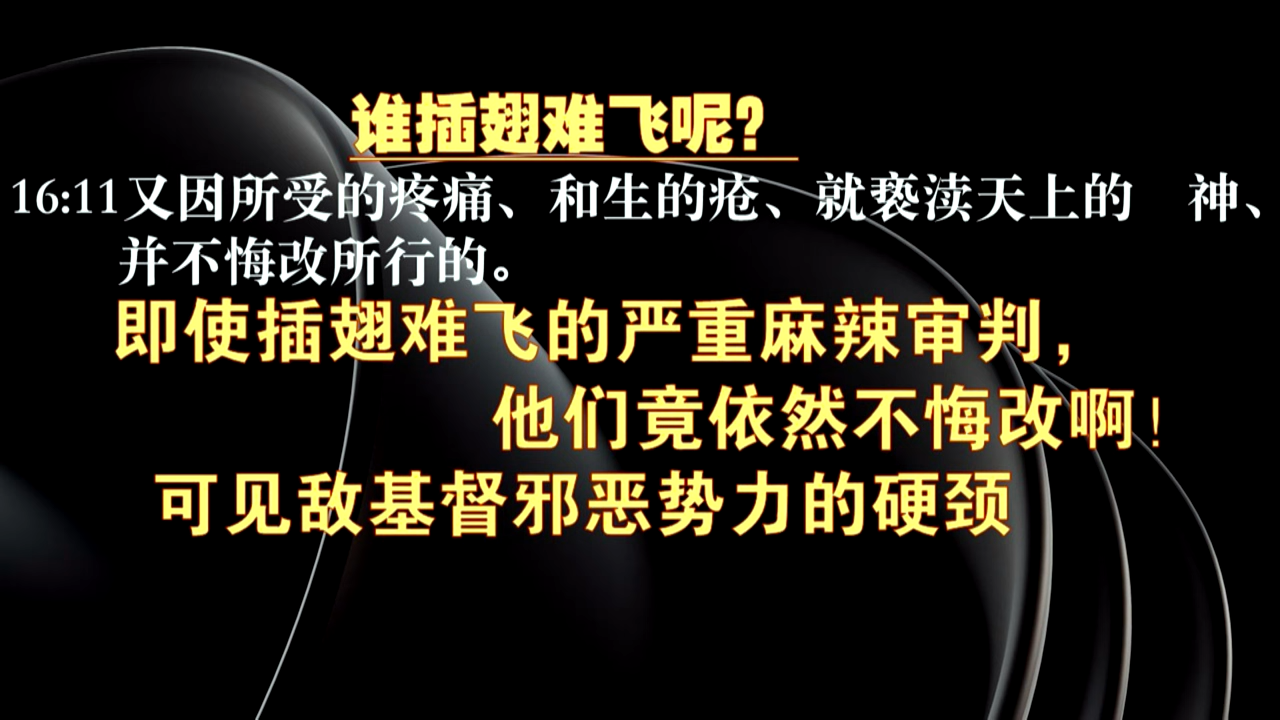 谁插翅难飞呢?
16:11又因所受的疼痛、和生的疮、就亵渎天上的　神、
并不悔改所行的。
即使插翅难飞的严重麻辣审判，
他们竟依然不悔改啊！
可见敌基督邪恶势力的硬颈